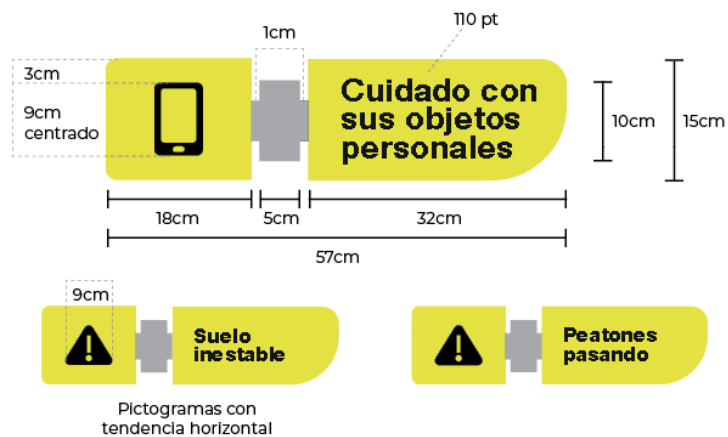 1cm
110 pt
3cm
9cm
centrado
Cuidado con
sus objetos
personales
10cm
15cm
18cm
5cm
32cm
57cm
9cm
Suelo
inestable
Peatones
pasando
Pictogramas con
tendencia horizontal